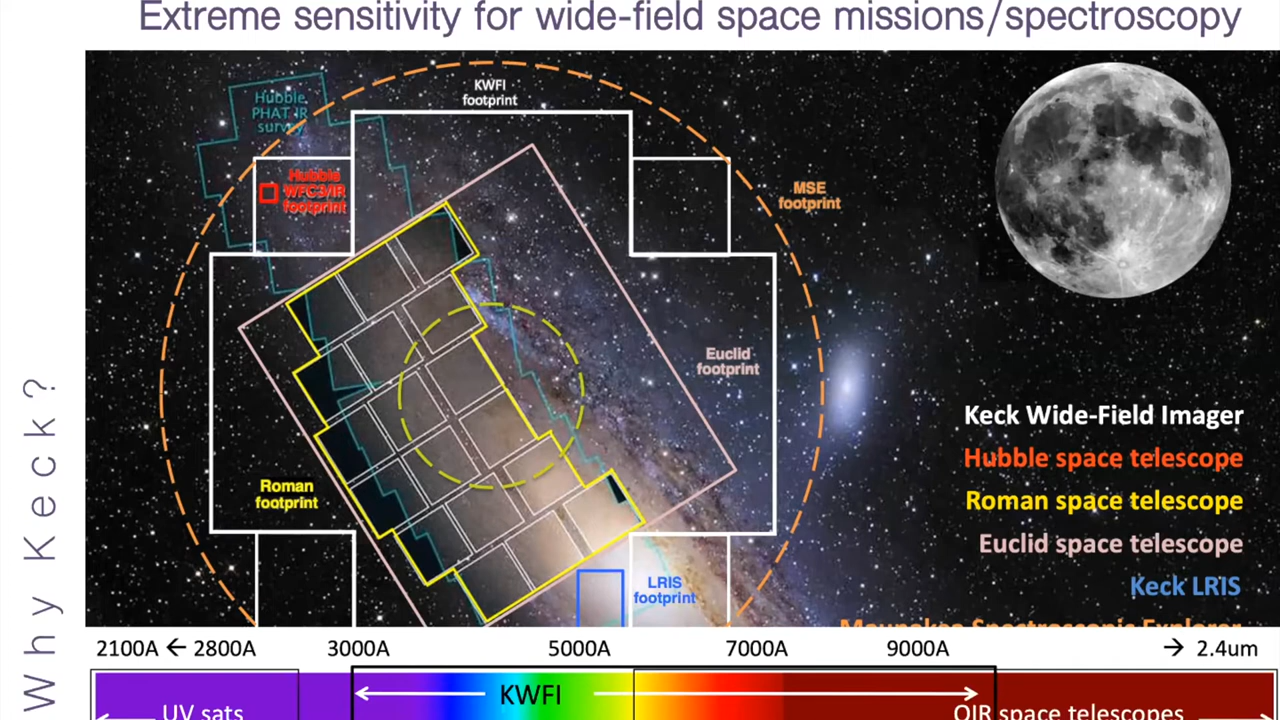 Extreme sensitivity for wide-field space missions/spectroscopy
Why Keck?
KWFI
footprint
Hubble
PHAT IR
survey
Hubble
WFC3/IR
footprint
MSE
footprint
Euclid
footprint
Roman
footprint
LRIS
footprint
Keck Wide-Field Imager
Hubble space telescope
Roman space telescope
Euclid space telescope
Keck LRIS
Maunakea Spectroscopic Explorer
2100A ← 2800A 3000A 5000A 7000A 9000A → 2.4um
KWFI
UV sats
OIR space telescopes